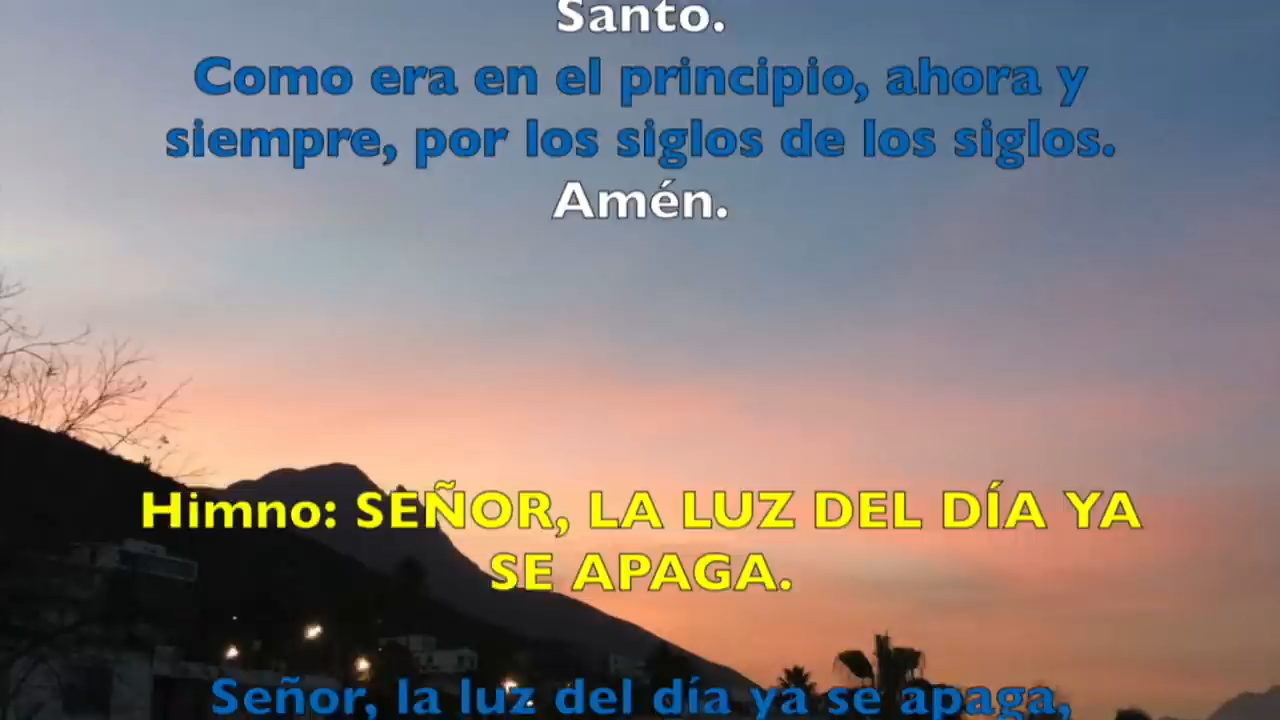 Santo.
Como era en el principio, ahora y
siempre, por los siglos de los siglos.
Amén.
Himno: SEÑOR, LA LUZ DEL DÍA YA
SE APAGA.
Señor, la luz del día ya se apaga,